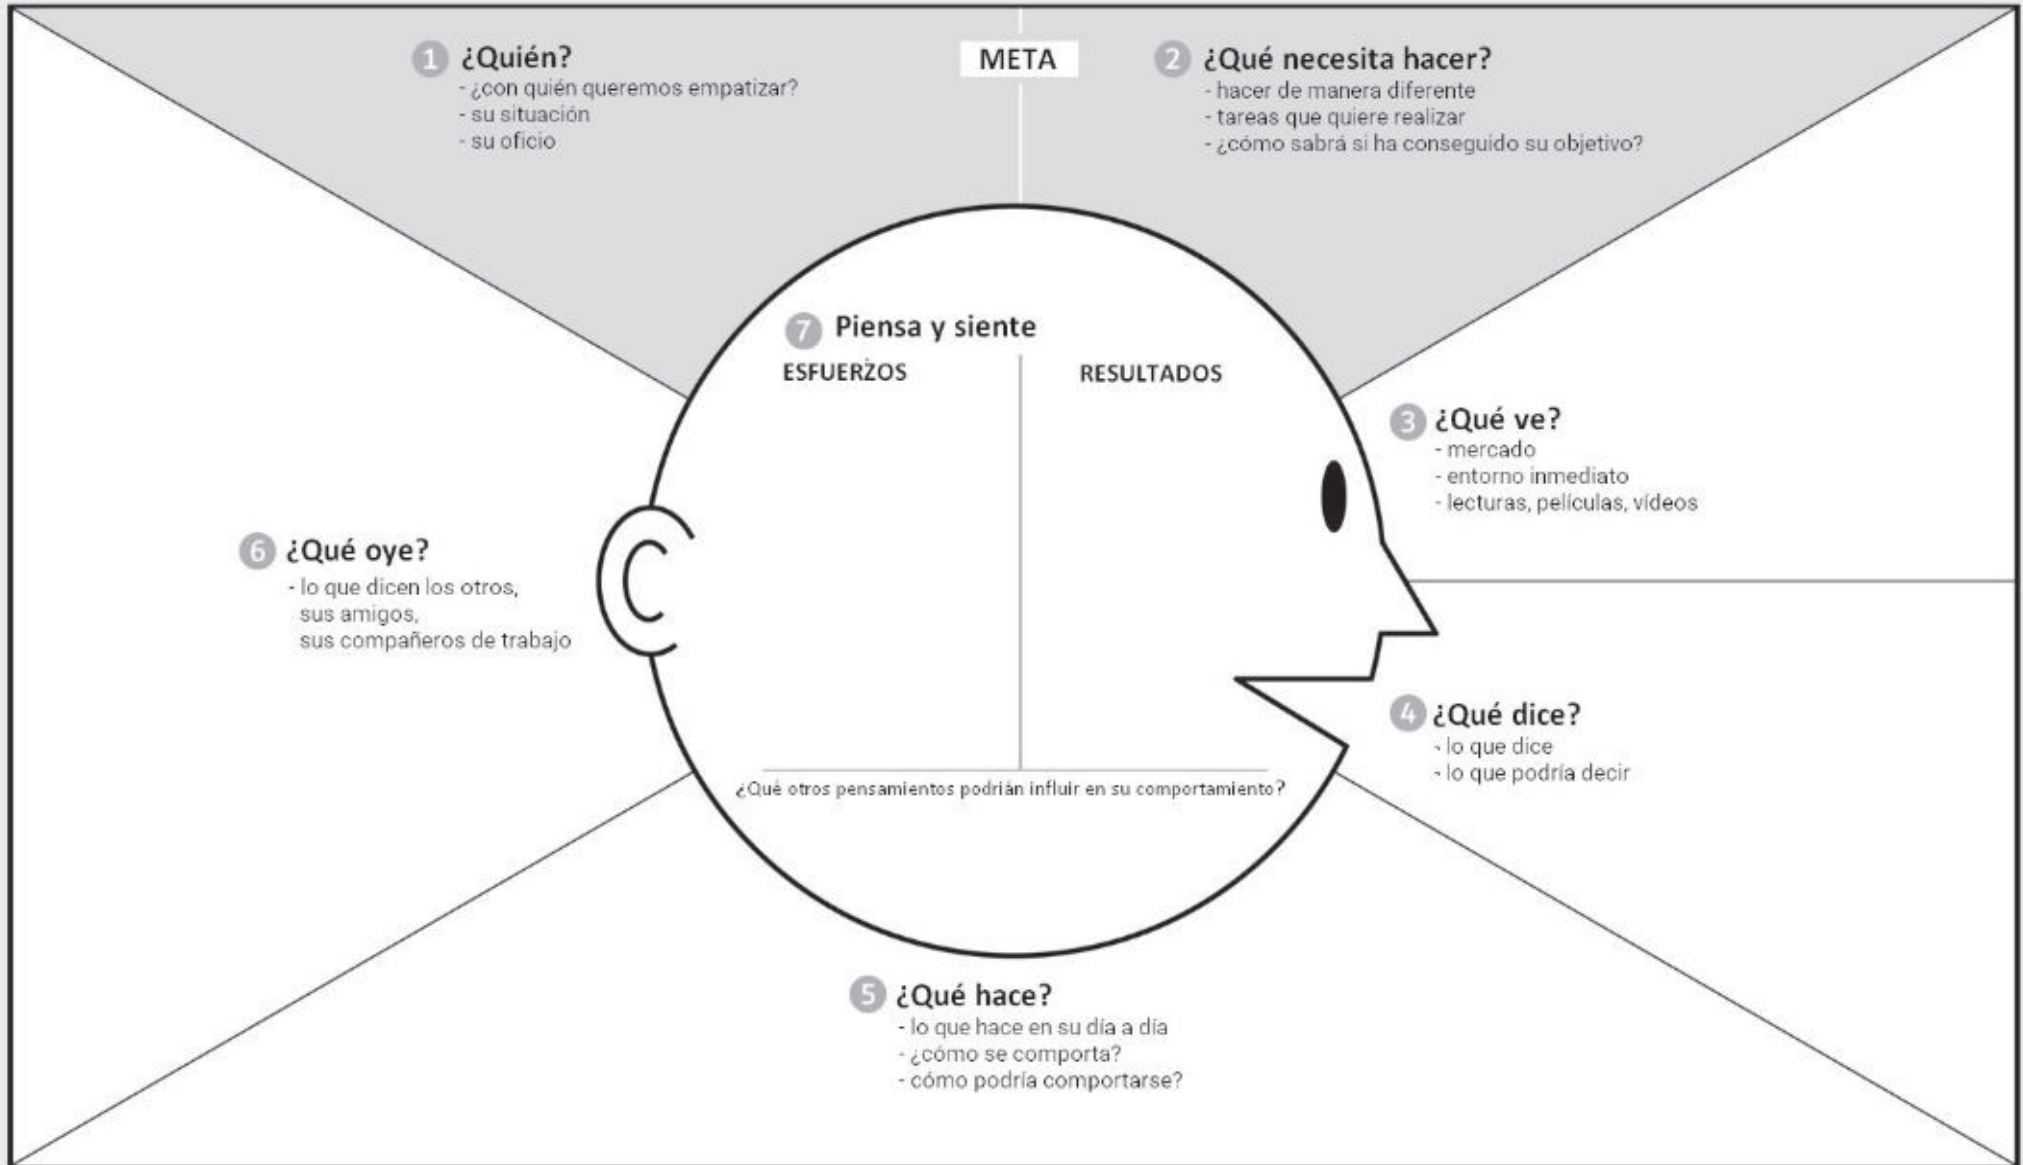 META
1 ¿Quién?
- ¿con quién queremos empatizar?
- su situación
- su oficio
2 ¿Qué necesita hacer?
- hacer de manera diferente
- tareas que quiere realizar
- ¿cómo sabrá si ha conseguido su objetivo?
3 ¿Qué ve?
- mercado
- entorno inmediato
- lecturas, películas, vídeos
4 ¿Qué dice?
- lo que dice
- lo que podría decir
5 ¿Qué hace?
- lo que hace en su día a día
- ¿cómo se comporta?
- cómo podría comportarse?
6 ¿Qué oye?
- lo que dicen los otros,
sus amigos,
sus compañeros de trabajo
7 Piensa y siente
ESFUERZOS
RESULTADOS
¿Qué otros pensamientos podrián influir en su comportamiento?